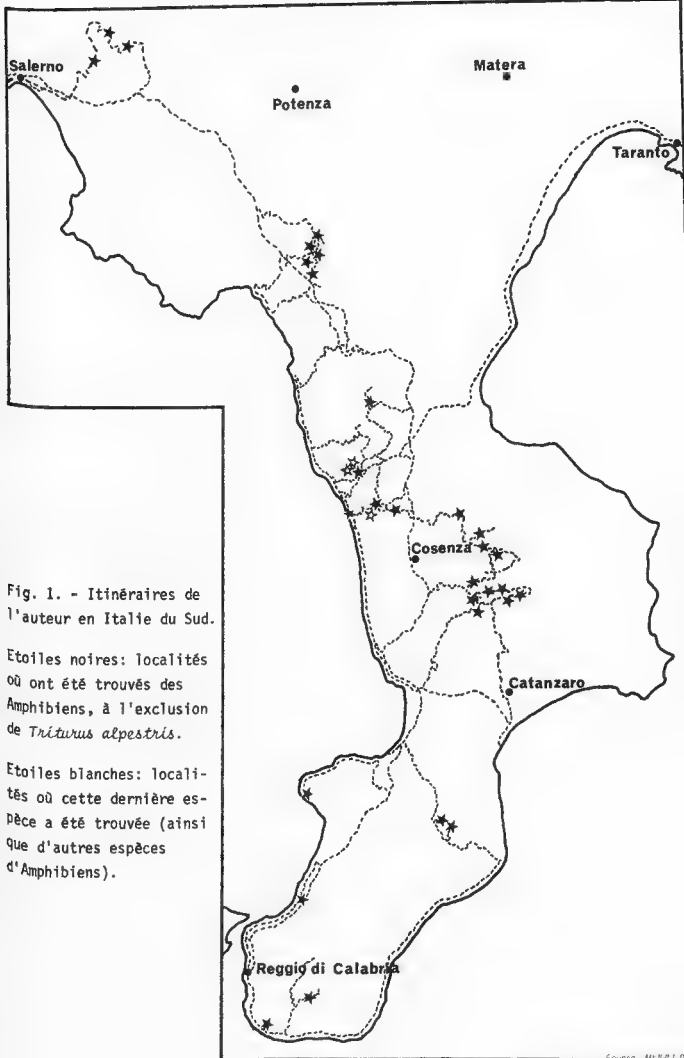 Salerno
Matera
Potenza
Taranto
Cosenza
Catanzaro
Reggio di Calabria
Fig. 1. - Itinéraires de
l'auteur en Italie du Sud.
Etoiles noires: localités
où ont été trouvés des
Amphibiens, à l'exclusion
de Triturus alpestris.
Etoiles blanches: locali-
tés où cette dernière es-
pèce a été trouvée (ainsi
que d'autres espèces
d'Amphibiens).